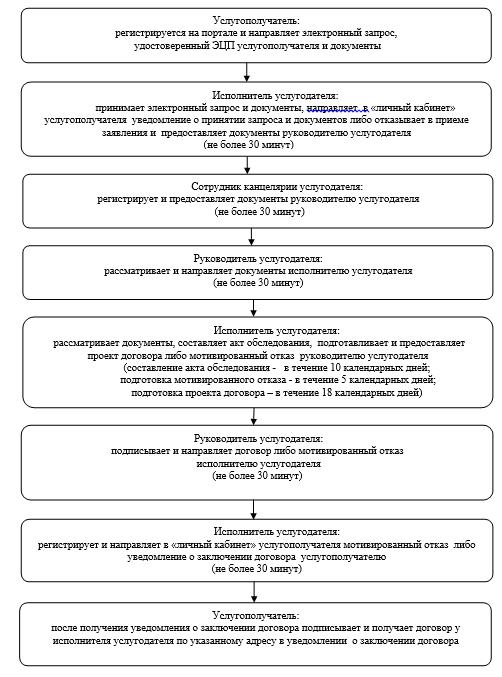 Услугополучатель:
регистрируется на портале и направляет электронный запрос,
удостоверенный ЭЦП услугополучателя и документы
Исполнитель услугодателя:
принимает электронный запрос и документы, направляет в «личный кабинет»
услугополучателя уведомление о принятии запроса и документов либо отказывает в приеме
заявления и предоставляет документы руководителю услугодателя
(не более 30 минут)
Сотрудник канцелярии услугодателя:
регистрирует и предоставляет документы руководителю услугодателя
(не более 30 минут)
Руководитель услугодателя:
рассматривает и направляет документы исполнителю услугодателя
(не более 30 минут)
Исполнитель услугодателя:
рассматривает документы, составляет акт обследования, подготавливает и предоставляет
проект договора либо мотивированный отказ руководителю услугодателя
(составление акта обследования - в течение 10 календарных дней;
подготовка мотивированного отказа - в течение 5 календарных дней;
подготовка проекта договора – в течение 18 календарных дней)
Руководитель услугодателя:
подписывает и направляет договор либо мотивированный отказ
исполнителю услугодателя
(не более 30 минут)
Исполнитель услугодателя:
регистрирует и направляет в «личный кабинет» услугополучателя мотивированный отказ либо
уведомление о заключении договора услугополучателю
(не более 30 минут)
Услугополучатель:
после получения уведомления о заключении договора подписывает и получает договор у
исполнителя услугодателя по указанному адресу в уведомлении о заключении договора